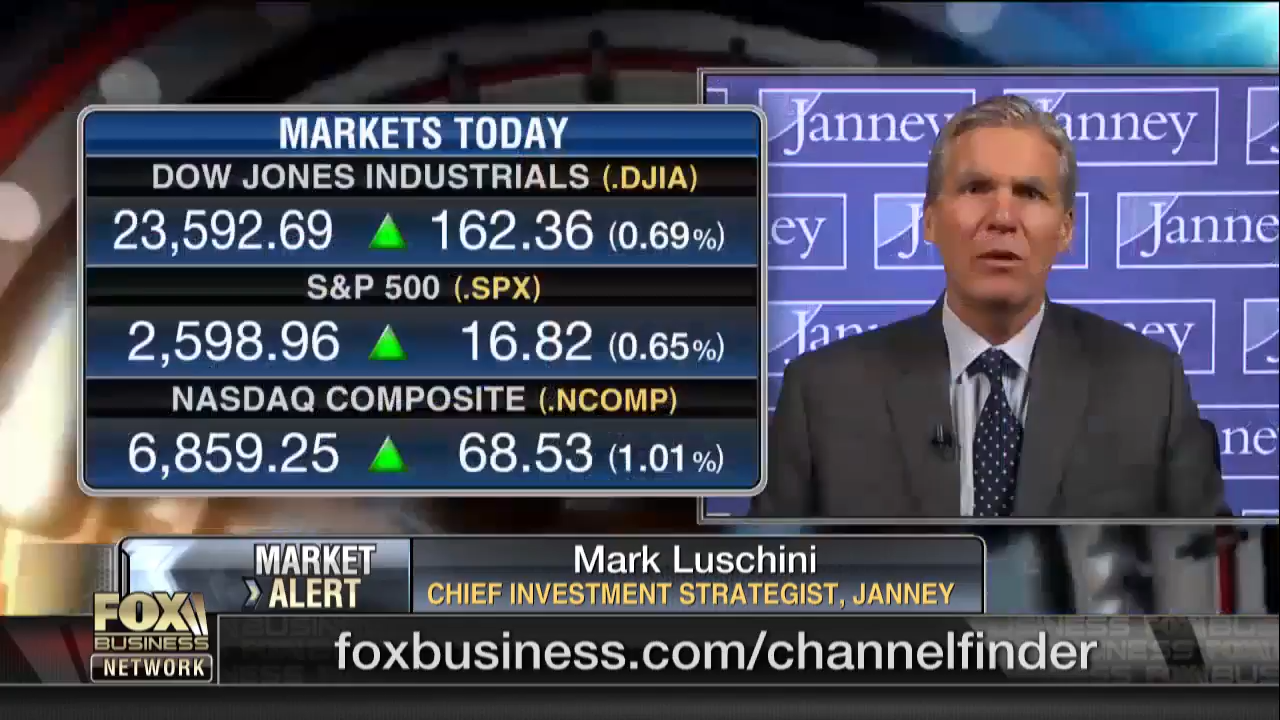 MARKETS TODAY
DOW JONES INDUSTRIALS (.DJIA)
23,592.69 ▲ 162.36 (0.69%)
S&P 500 (.SPX)
2,598.96 ▲ 16.82 (0.65%)
NASDAQ COMPOSITE (.NCOMP)
6,859.25 ▲ 68.53 (1.01%)
Janney
Janney
Janney
MARKET
ALERT
Mark Luschini
CHIEF INVESTMENT STRATEGIST, JANNEY
FOX
BUSINESS
NETWORK
foxbusiness.com/channelfinder